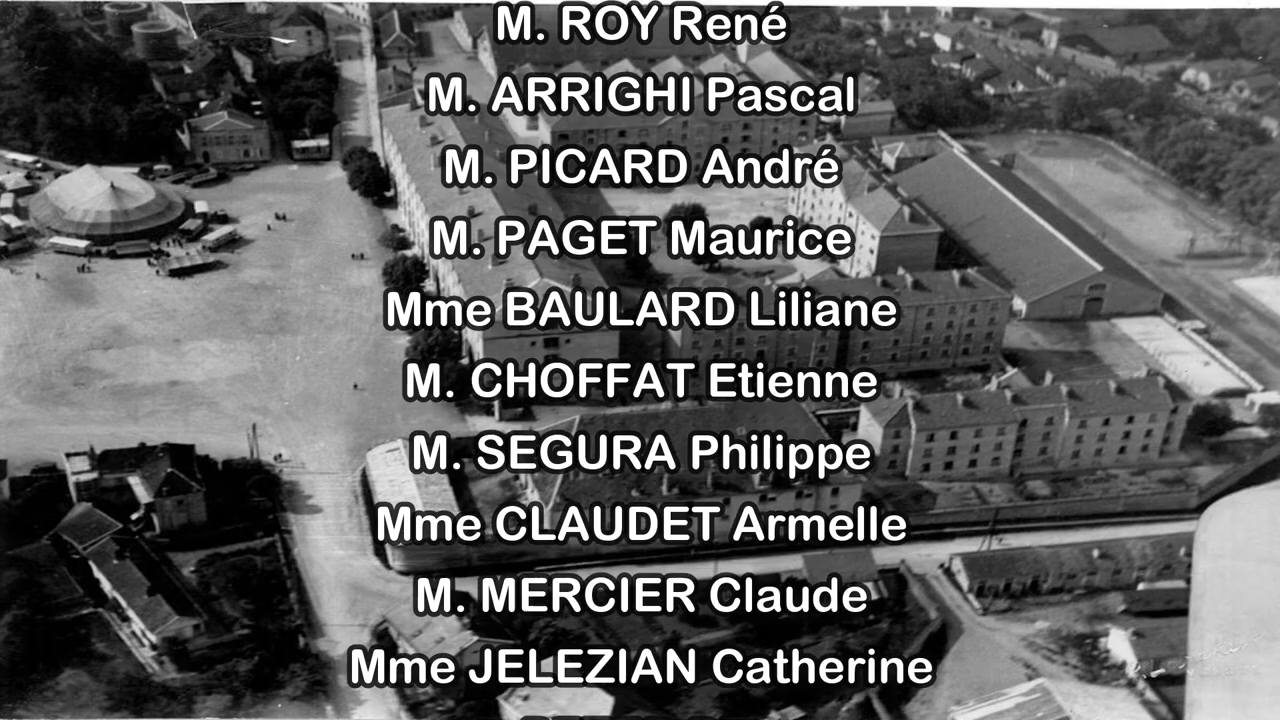 M. ROY René
M. ARRIGHI Pascal
M. PICARD André
M. PAGET Maurice
Mme BAULARD Liliane
M. CHOFFAT Etienne
M. SEGURA Philippe
Mme CLAUDET Armelle
M. MERCIER Claude
Mme JELEZIAN Catherine